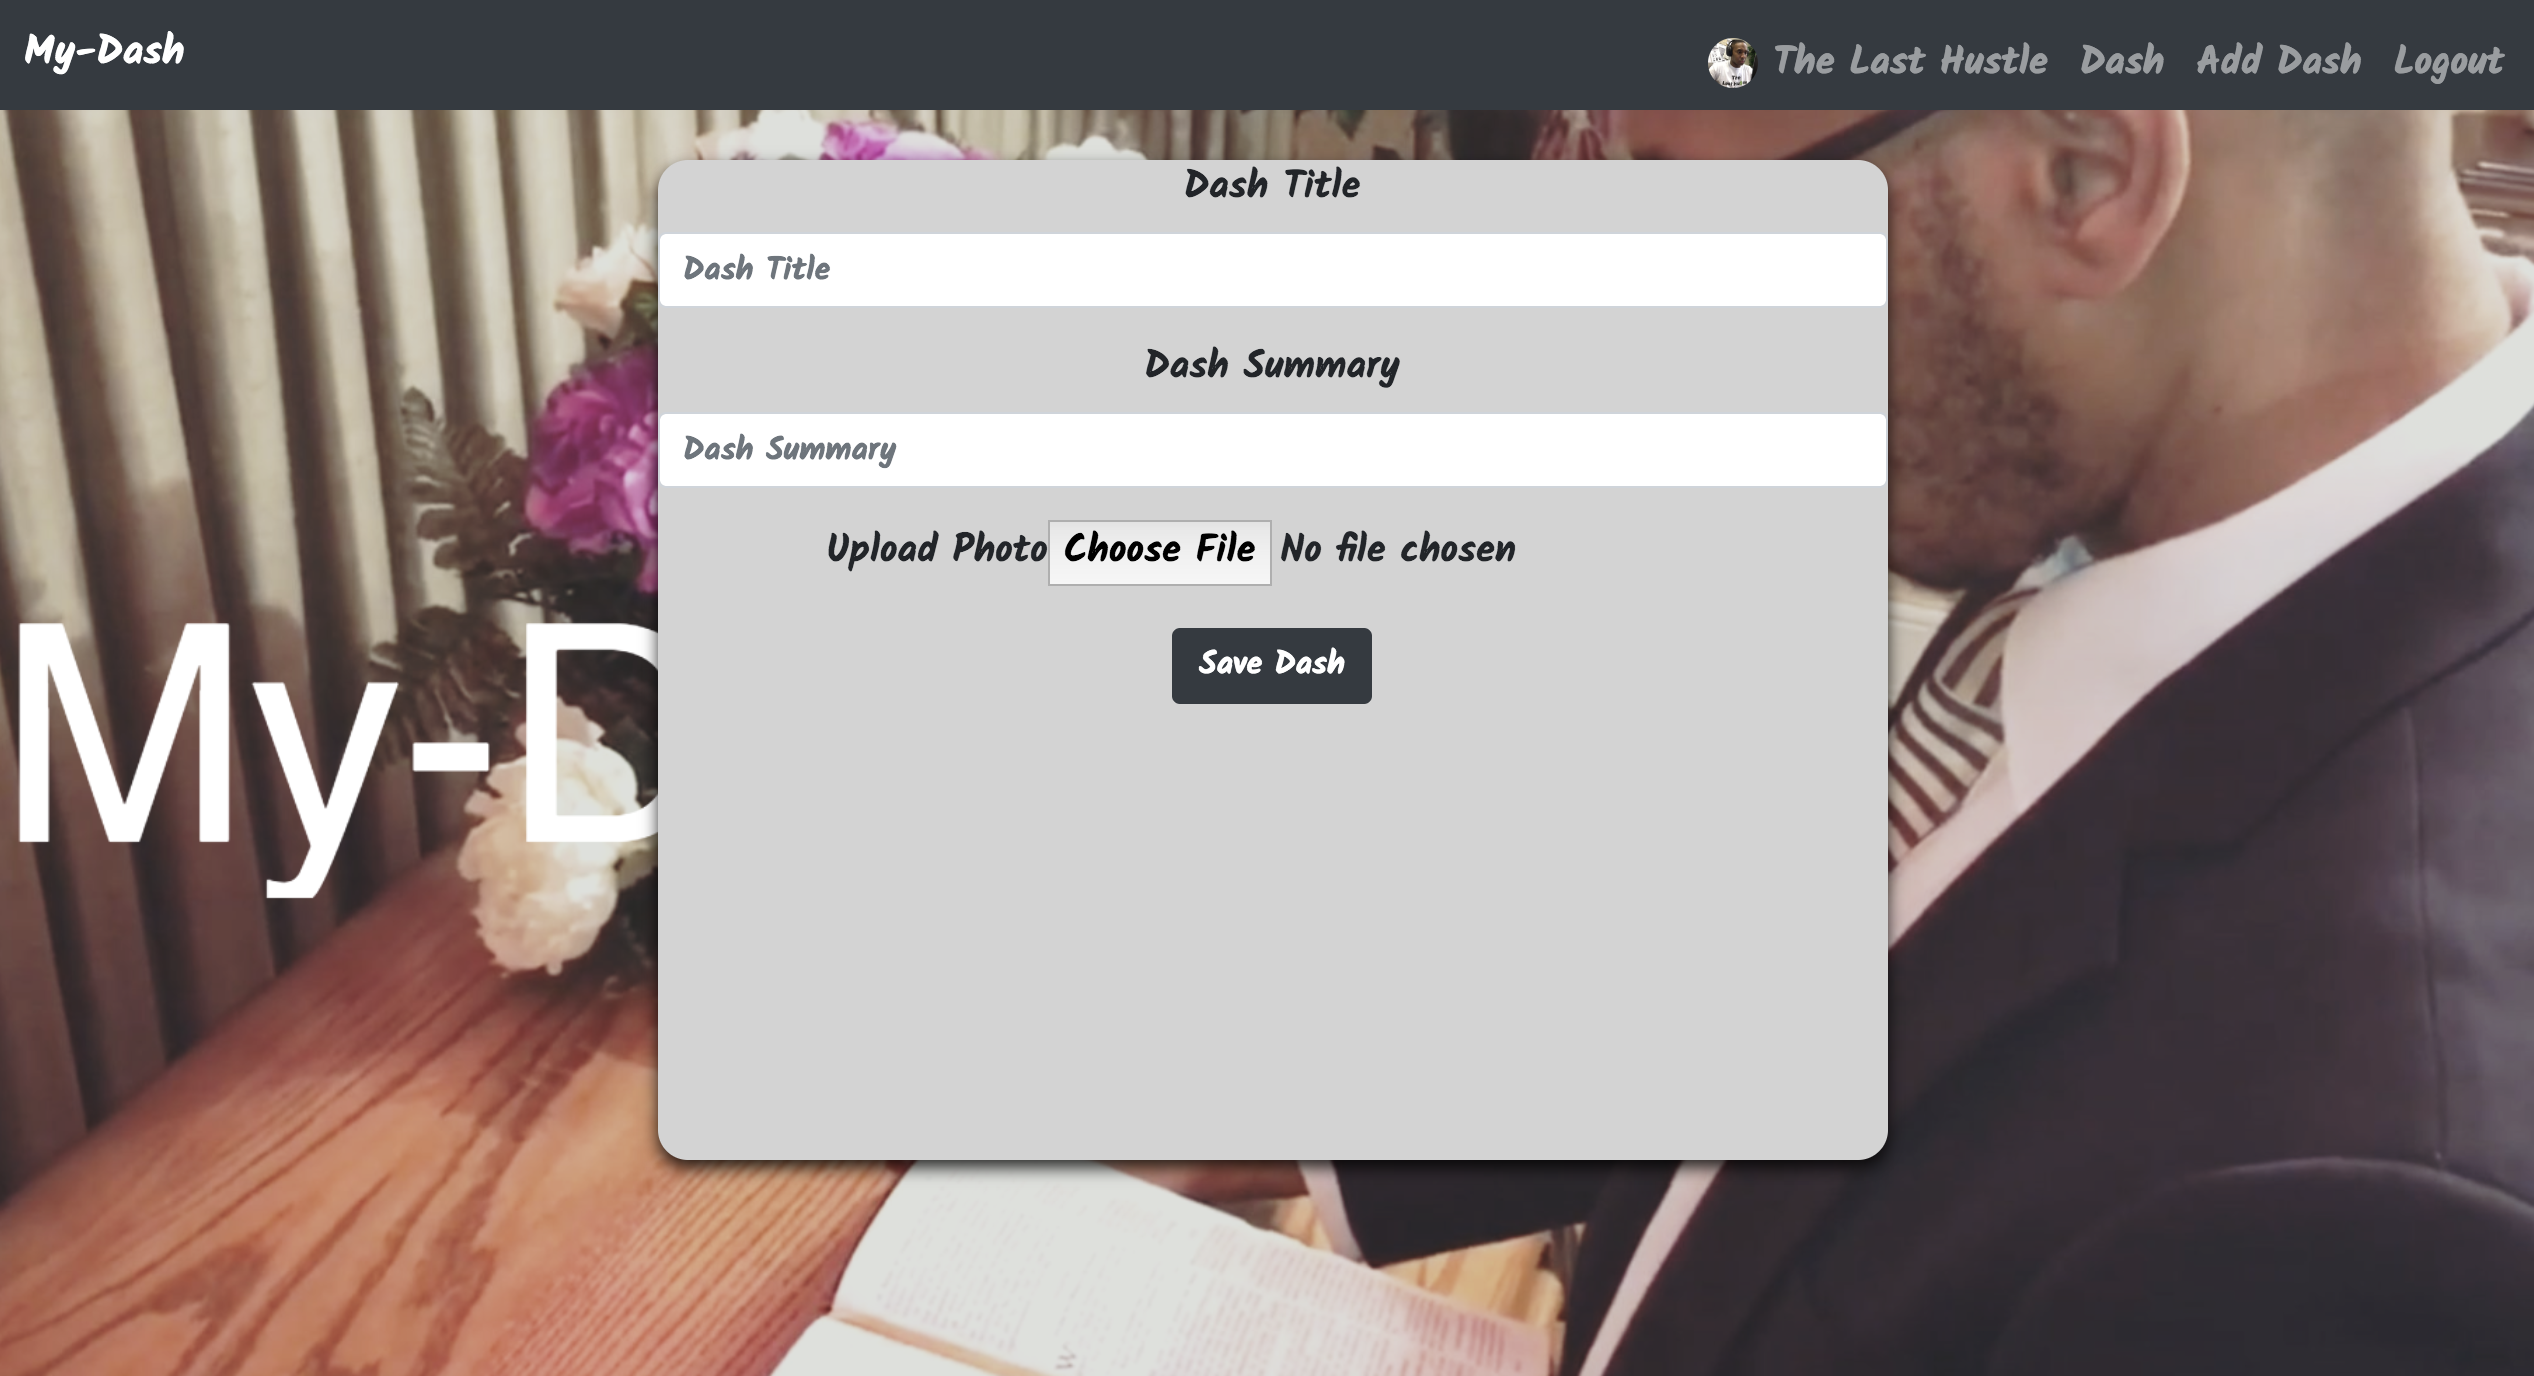 My-Dash
The Last Hustle Dash Add Dash Logout
Dash Title
Dash Title
Dash Summary
Dash Summary
Upload Photo Choose File No file chosen
Save Dash
My-D